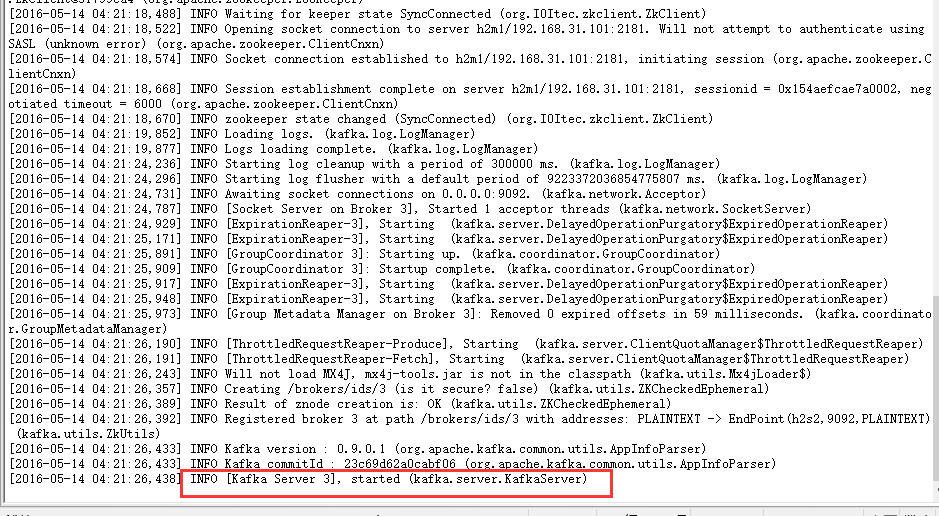 [2016-05-14 04:21:18,488] INFO Waiting for keeper state SyncConnected (org.I0Itec.zkclient.ZkClient)
[2016-05-14 04:21:18,522] INFO Opening socket connection to server h2m1/192.168.31.101:2181. Will not attempt to authenticate using
SASL (unknown error) (org.apache.zookeeper.ClientCnxn)
[2016-05-14 04:21:18,574] INFO Socket connection established to h2m1/192.168.31.101:2181, initiating session (org.apache.zookeeper.C
lientCnxn)
[2016-05-14 04:21:18,668] INFO Session establishment complete on server h2m1/192.168.31.101:2181, sessionid = 0x154aefcae7a0002, neg
otiated timeout = 6000 (org.apache.zookeeper.ClientCnxn)
[2016-05-14 04:21:18,670] INFO zookeeper state changed (SyncConnected) (org.I0Itec.zkclient.ZkClient)
[2016-05-14 04:21:19,852] INFO Loading logs. (kafka.log.LogManager)
[2016-05-14 04:21:19,877] INFO Logs loading complete. (kafka.log.LogManager)
[2016-05-14 04:21:24,236] INFO Starting log cleanup with a period of 300000 ms. (kafka.log.LogManager)
[2016-05-14 04:21:24,296] INFO Starting log flusher with a default period of 9223372036854775807 ms. (kafka.log.LogManager)
[2016-05-14 04:21:24,731] INFO Awaiting socket connections on 0.0.0.0:9092. (kafka.network.Acceptor)
[2016-05-14 04:21:24,787] INFO [Socket Server on Broker 3], Started 1 acceptor threads (kafka.network.SocketServer)
[2016-05-14 04:21:24,929] INFO [ExpirationReaper-3], Starting  (kafka.server.DelayedOperationPurgatory$ExpiredOperationReaper)
[2016-05-14 04:21:25,171] INFO [ExpirationReaper-3], Starting  (kafka.server.DelayedOperationPurgatory$ExpiredOperationReaper)
[2016-05-14 04:21:25,891] INFO [GroupCoordinator 3]: Starting up. (kafka.coordinator.GroupCoordinator)
[2016-05-14 04:21:25,909] INFO [GroupCoordinator 3]: Startup complete. (kafka.coordinator.GroupCoordinator)
[2016-05-14 04:21:25,917] INFO [ExpirationReaper-3], Starting  (kafka.server.DelayedOperationPurgatory$ExpiredOperationReaper)
[2016-05-14 04:21:25,948] INFO [ExpirationReaper-3], Starting  (kafka.server.DelayedOperationPurgatory$ExpiredOperationReaper)
[2016-05-14 04:21:25,973] INFO [Group Metadata Manager on Broker 3]: Removed 0 expired offsets in 59 milliseconds. (kafka.coordinato
r.GroupMetadataManager)
[2016-05-14 04:21:26,190] INFO [ThrottledRequestReaper-Produce], Starting  (kafka.server.ClientQuotaManager$ThrottledRequestReaper)
[2016-05-14 04:21:26,191] INFO [ThrottledRequestReaper-Fetch], Starting  (kafka.server.ClientQuotaManager$ThrottledRequestReaper)
[2016-05-14 04:21:26,243] INFO Will not load MX4J, mx4j-tools.jar is not in the classpath (kafka.utils.Mx4jLoader$)
[2016-05-14 04:21:26,357] INFO Creating /brokers/ids/3 (is it secure? false) (kafka.utils.ZKCheckedEphemeral)
[2016-05-14 04:21:26,389] INFO Result of znode creation is: OK (kafka.utils.ZKCheckedEphemeral)
[2016-05-14 04:21:26,392] INFO Registered broker 3 at path /brokers/ids/3 with addresses: PLAINTEXT -> EndPoint(h2s2,9092,PLAINTEXT)
(kafka.utils.ZkUtils)
[2016-05-14 04:21:26,433] INFO Kafka version : 0.9.0.1 (org.apache.kafka.common.utils.AppInfoParser)
[2016-05-14 04:21:26,433] INFO Kafka commitId : 23c69d62a0cabf06 (org.apache.kafka.common.utils.AppInfoParser)
[2016-05-14 04:21:26,438] INFO [Kafka Server 3], started (kafka.server.KafkaServer)